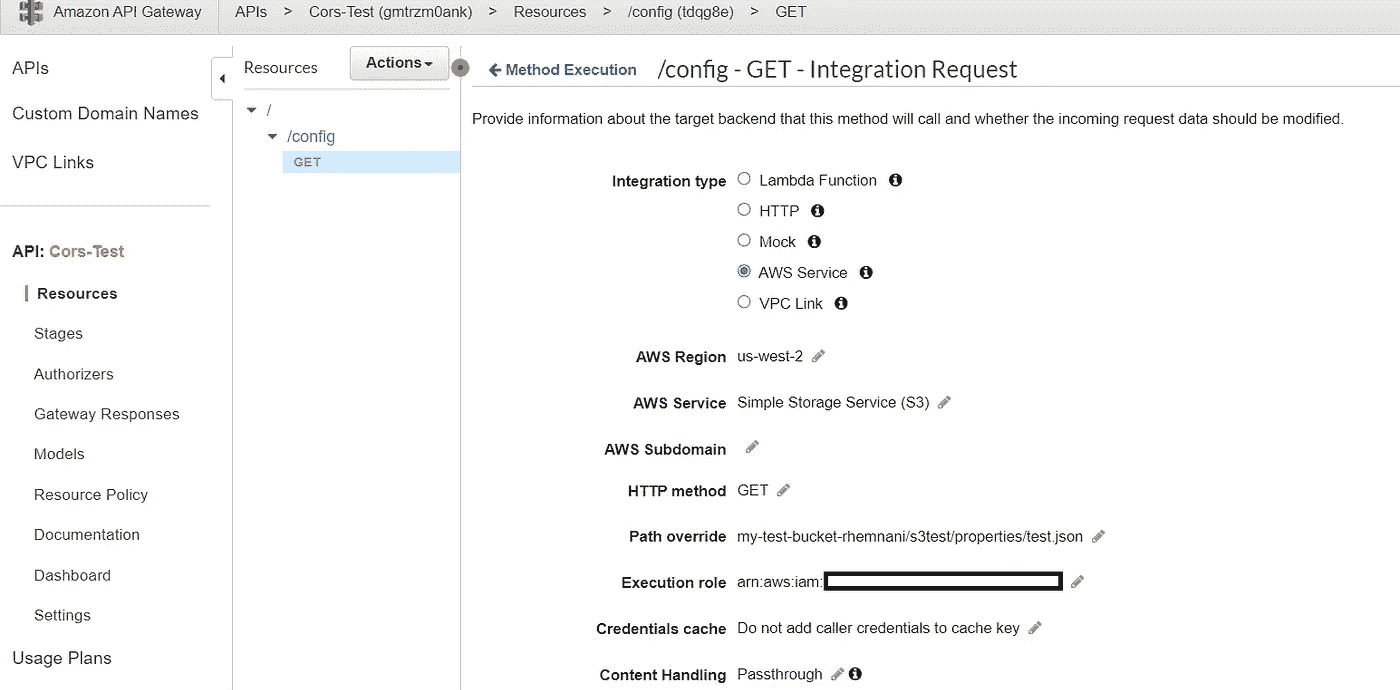 Amazon API Gateway APIs > Cors-Test (gmtrzm0ank) > Resources > /config (tdqg8e) > GET
APIs
Custom Domain Names
VPC Links
API: Cors-Test
Resources
Stages
Authorizers
Gateway Responses
Models
Resource Policy
Documentation
Dashboard
Settings
Usage Plans
Resources Actions
/
/config
GET
Method Execution /config - GET - Integration Request
Provide information about the target backend that this method will call and whether the incoming request data should be modified.
Integration type Lambda Function
HTTP
Mock
AWS Service
VPC Link
AWS Region us-west-2
AWS Service Simple Storage Service (S3)
AWS Subdomain
HTTP method GET
Path override my-test-bucket-rhemnani/s3test/properties/test.json
Execution role arn:aws:iam:
Credentials cache Do not add caller credentials to cache key
Content Handling Passthrough